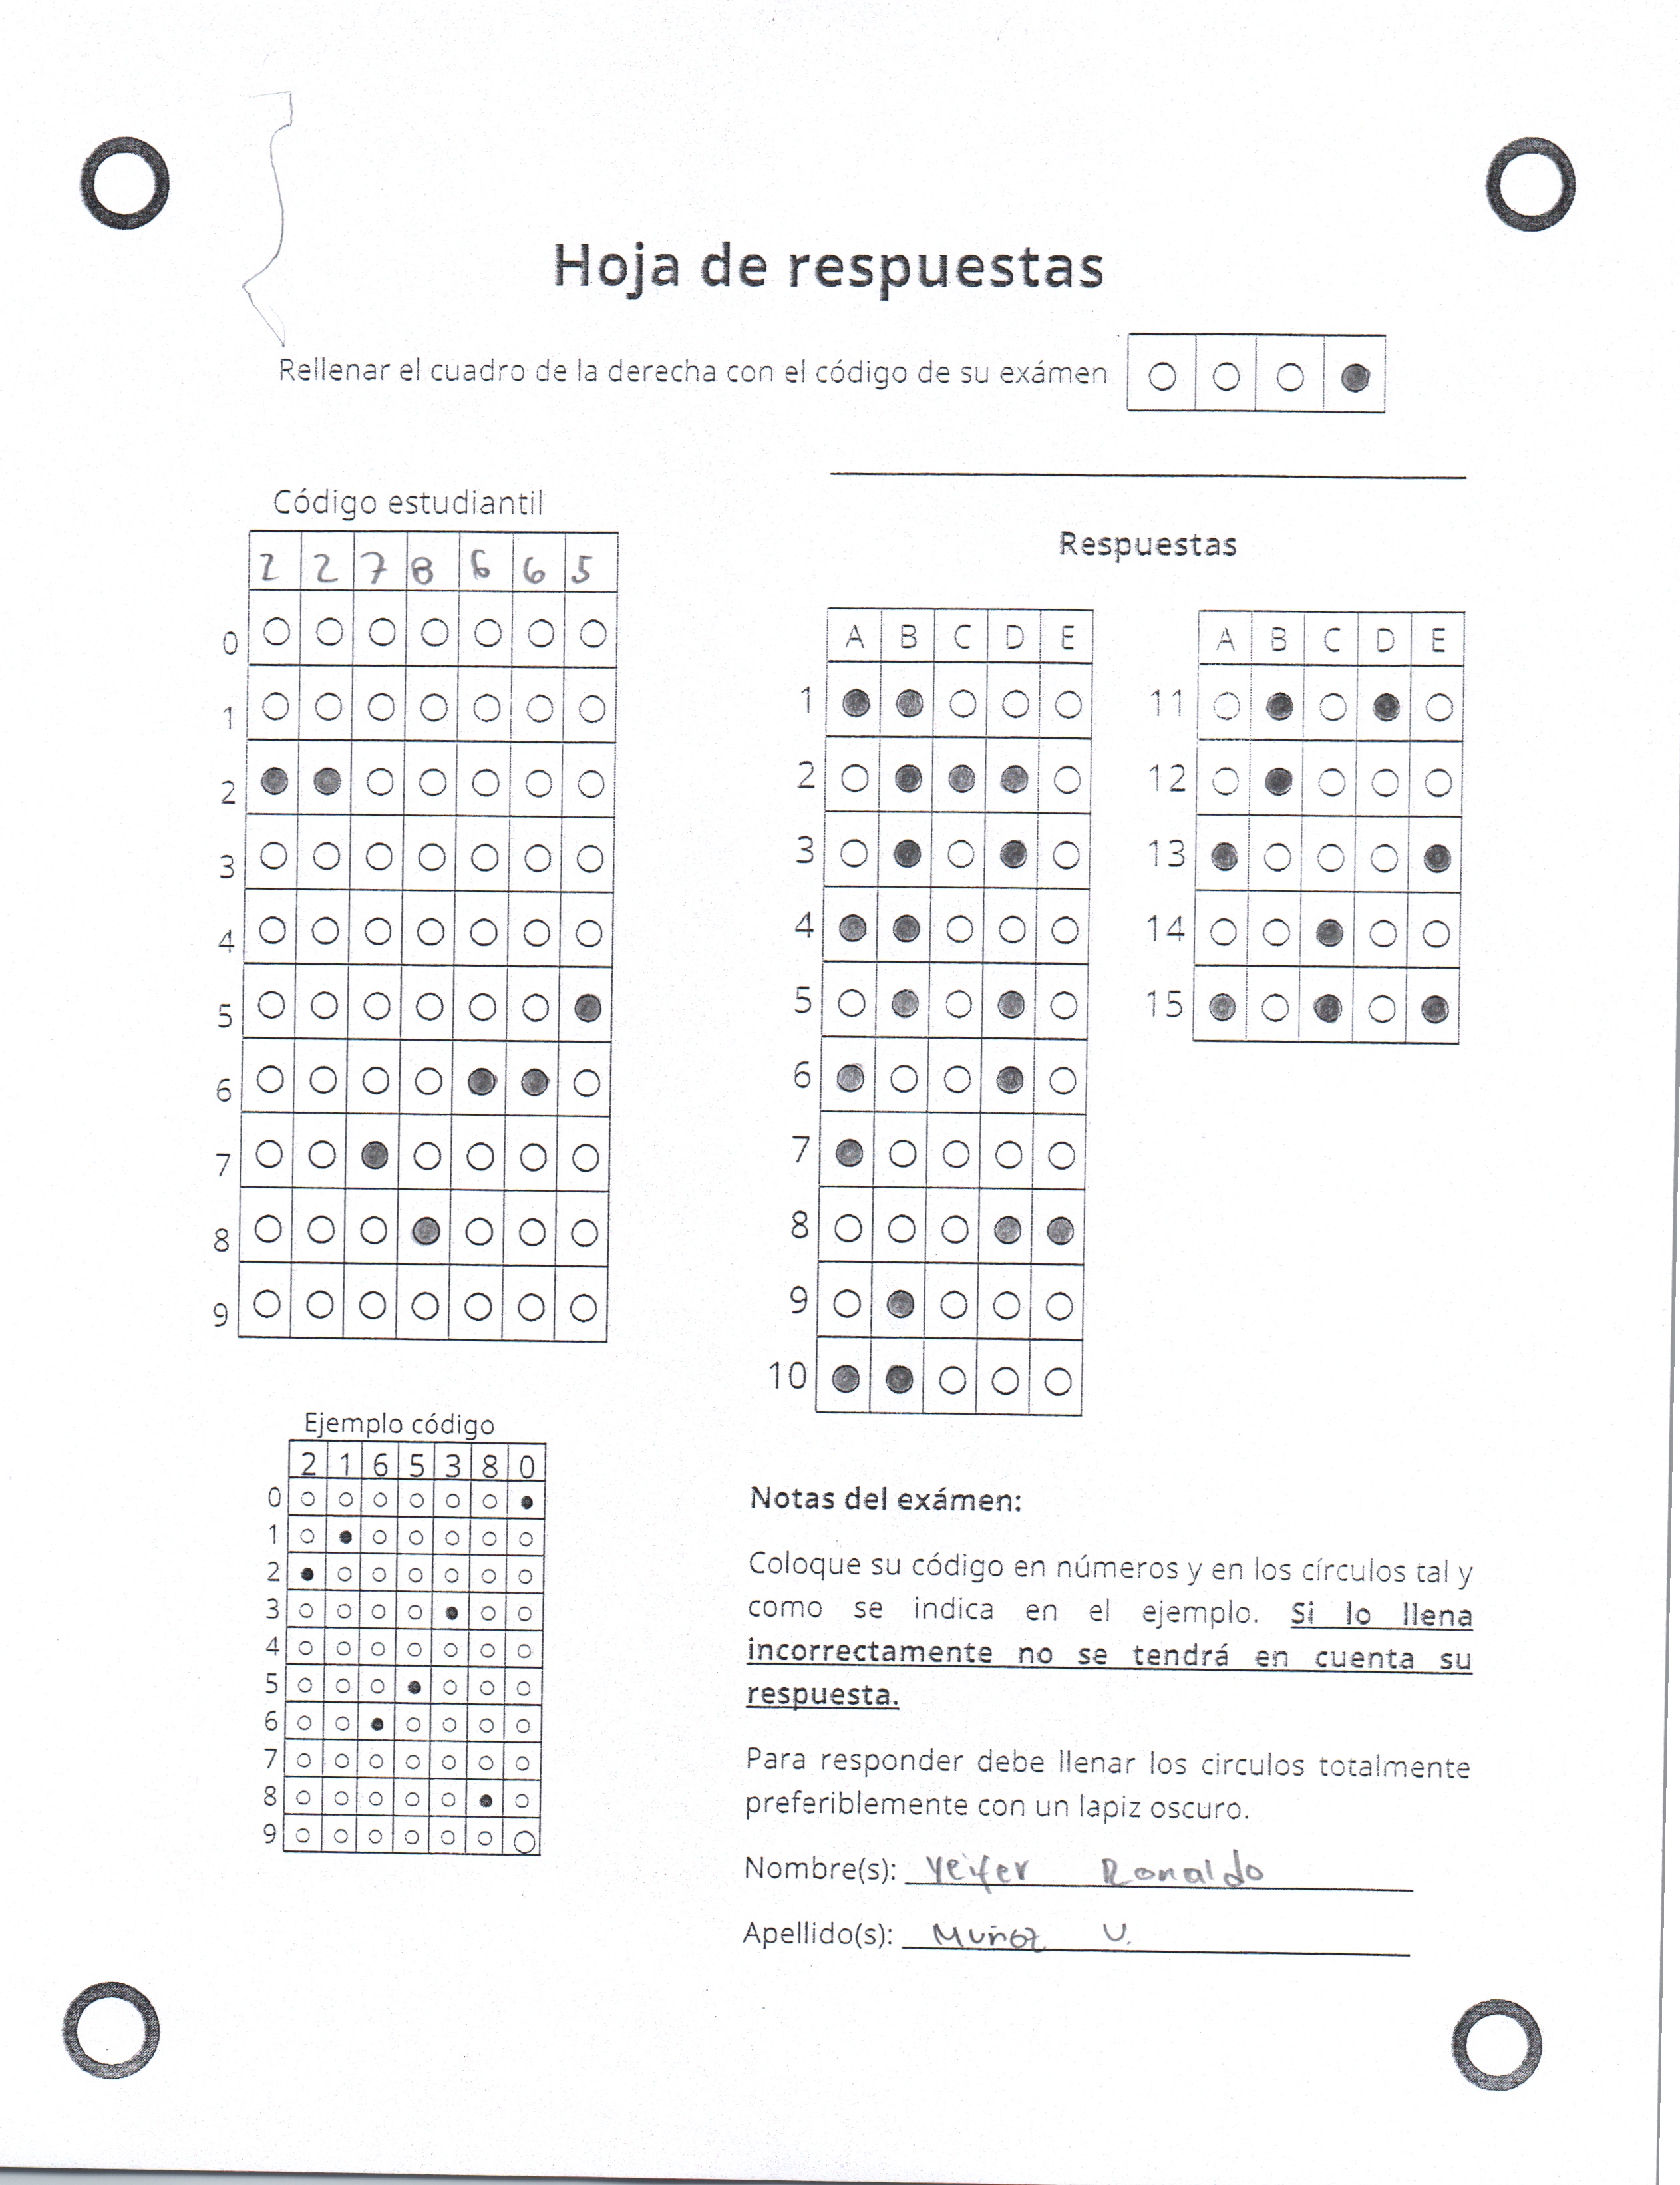 Hoja de respuestas
Rellenar el cuadro de la derecha con el código de su exámen
Código estudiantil
2 2 7 8 6 6 5
0
1
2
3
4
5
6
7
8
9
Respuestas
A B C D E
1
2
3
4
5
6
7
8
9
10
A B C D E
11
12
13
14
15
Ejemplo código
2 1 6 5 3 8 0
0
1
2
3
4
5
6
7
8
9
Notas del exámen:
Coloque su código en números y en los círculos tal y
como se indica en el ejemplo. Si lo llena
incorrectamente no se tendrá en cuenta su
respuesta.
Para responder debe llenar los circulos totalmente
preferiblemente con un lapiz oscuro.
Nombre(s): Yeifer Ronaldo
Apellido(s): Muñoz U.